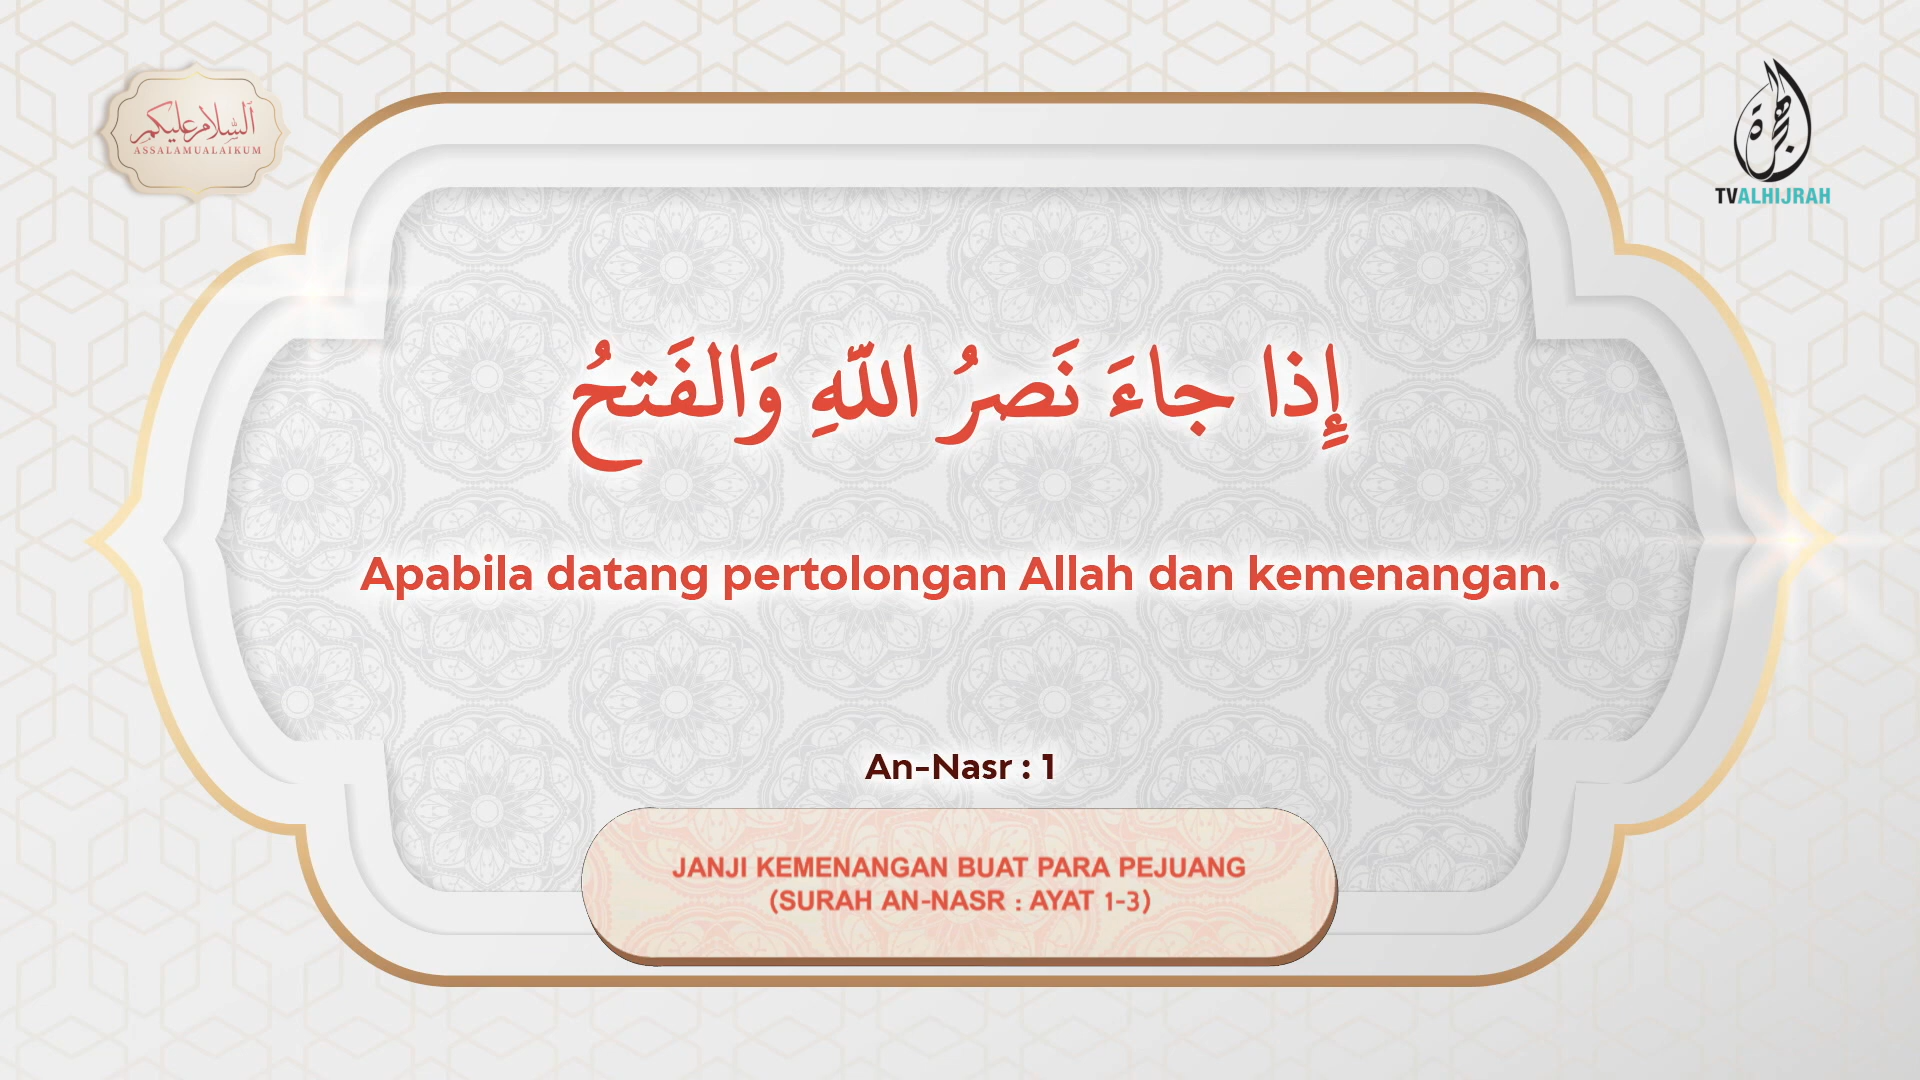 السلام عليكم
ASSALAMUALAIKUM
هجرة
TVALHIJRAH
إِذا جاءَ نَصرُ اللَّهِ وَالفَتحُ
Apabila datang pertolongan Allah dan kemenangan.
An-Nasr : 1
JANJI KEMENANGAN BUAT PARA PEJUANG
(SURAH AN-NASR : AYAT 1-3)